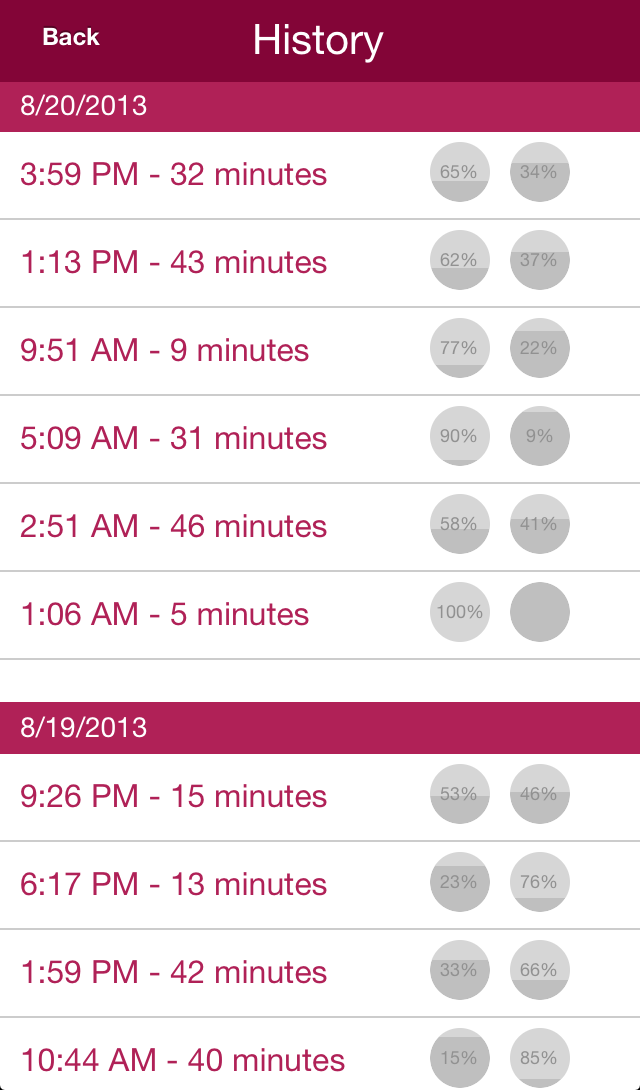 Back History
8/20/2013
3:59 PM - 32 minutes 65% 34%
1:13 PM - 43 minutes 62% 37%
9:51 AM - 9 minutes 77% 22%
5:09 AM - 31 minutes 90% 9%
2:51 AM - 46 minutes 58% 41%
1:06 AM - 5 minutes 100%
8/19/2013
9:26 PM - 15 minutes 53% 46%
6:17 PM - 13 minutes 23% 76%
1:59 PM - 42 minutes 33% 66%
10:44 AM - 40 minutes 15% 85%